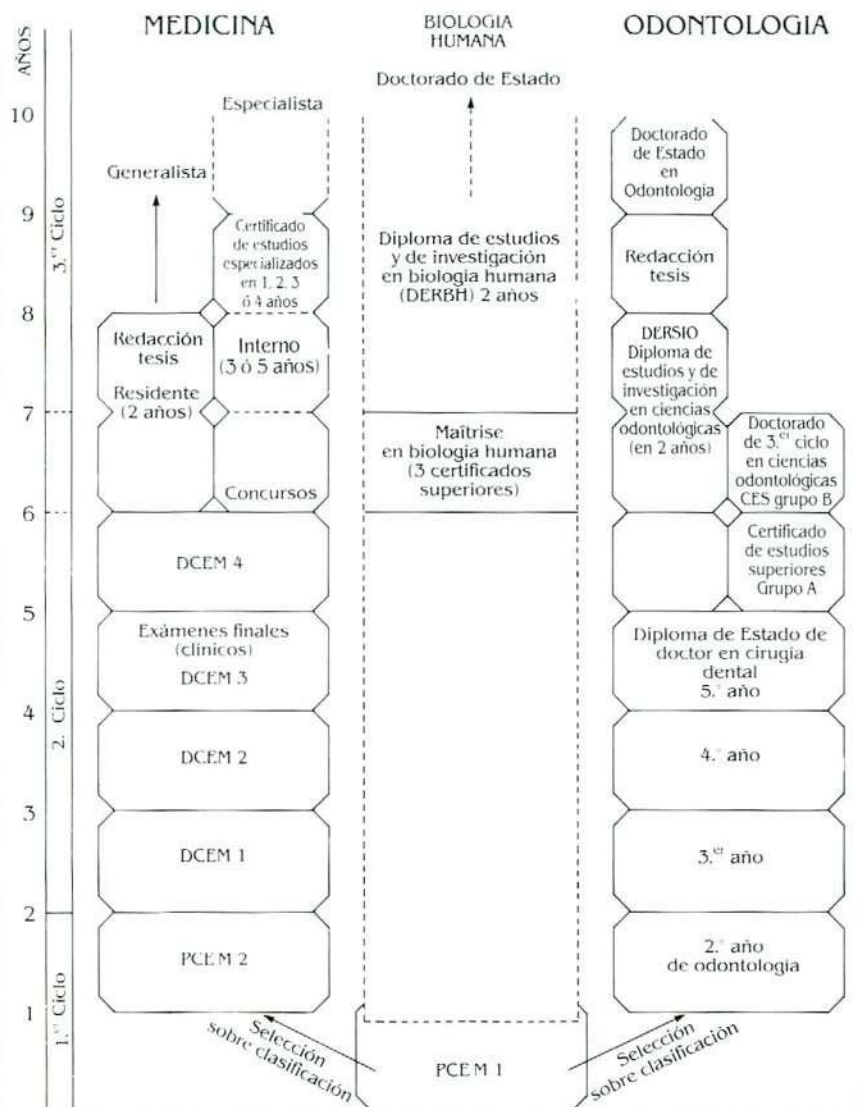 MEDICINA
BIOLOGIA
HUMANA
ODONTOLOGIA
AÑOS
Doctorado de Estado
10
Especialista
Doctorado
de Estado
en
Odontología
Generalista
9
3.er Ciclo
Certificado
de estudios
especializados
en 1, 2, 3
ó 4 años
Diploma de estudios
y de investigación
en biología humana
(DERBH) 2 años
Redacción
tesis
8
Redacción
tesis
Residente
(2 años)
Interno
(3 ó 5 años)
DERSIO
Diploma de
estudios y de
investigación
en ciencias
odontológicas
(en 2 años)
7
Maîtrise
en biología humana
(3 certificados
superiores)
Doctorado
de 3.er ciclo
en ciencias
odontológicas
CES grupo B
Concursos
6
DCEM 4
Certificado
de estudios
superiores
Grupo A
5
2. Ciclo
Exámenes finales
(clínicos)
DCEM 3
Diploma de Estado de
doctor en cirugía
dental
5.º año
4
DCEM 2
4.º año
3
DCEM 1
3.er año
2
PCEM 2
2.º año
de odontología
1
1.er Ciclo
Selección
sobre clasificación
PCEM 1
Selección
sobre clasificación